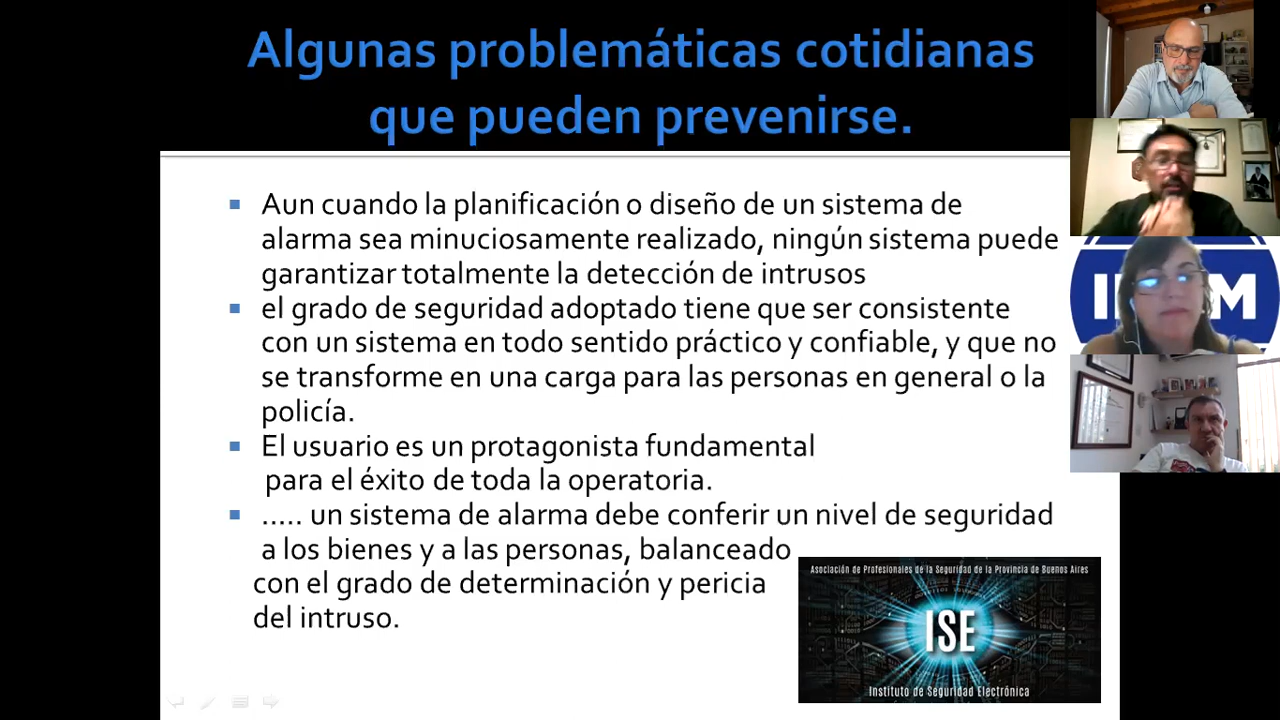 Algunas problemáticas cotidianas
que pueden prevenirse.
Aun cuando la planificación o diseño de un sistema de
alarma sea minuciosamente realizado, ningún sistema puede
garantizar totalmente la detección de intrusos
el grado de seguridad adoptado tiene que ser consistente
con un sistema en todo sentido práctico y confiable, y que no
se transforme en una carga para las personas en general o la
policía.
El usuario es un protagonista fundamental
para el éxito de toda la operatoria.
..... un sistema de alarma debe conferir un nivel de seguridad
a los bienes y a las personas, balanceado
con el grado de determinación y pericia
del intruso.
Asociación de Profesionales de la Seguridad de la Provincia de Buenos Aires
ISE
Instituto de Seguridad Electrónica